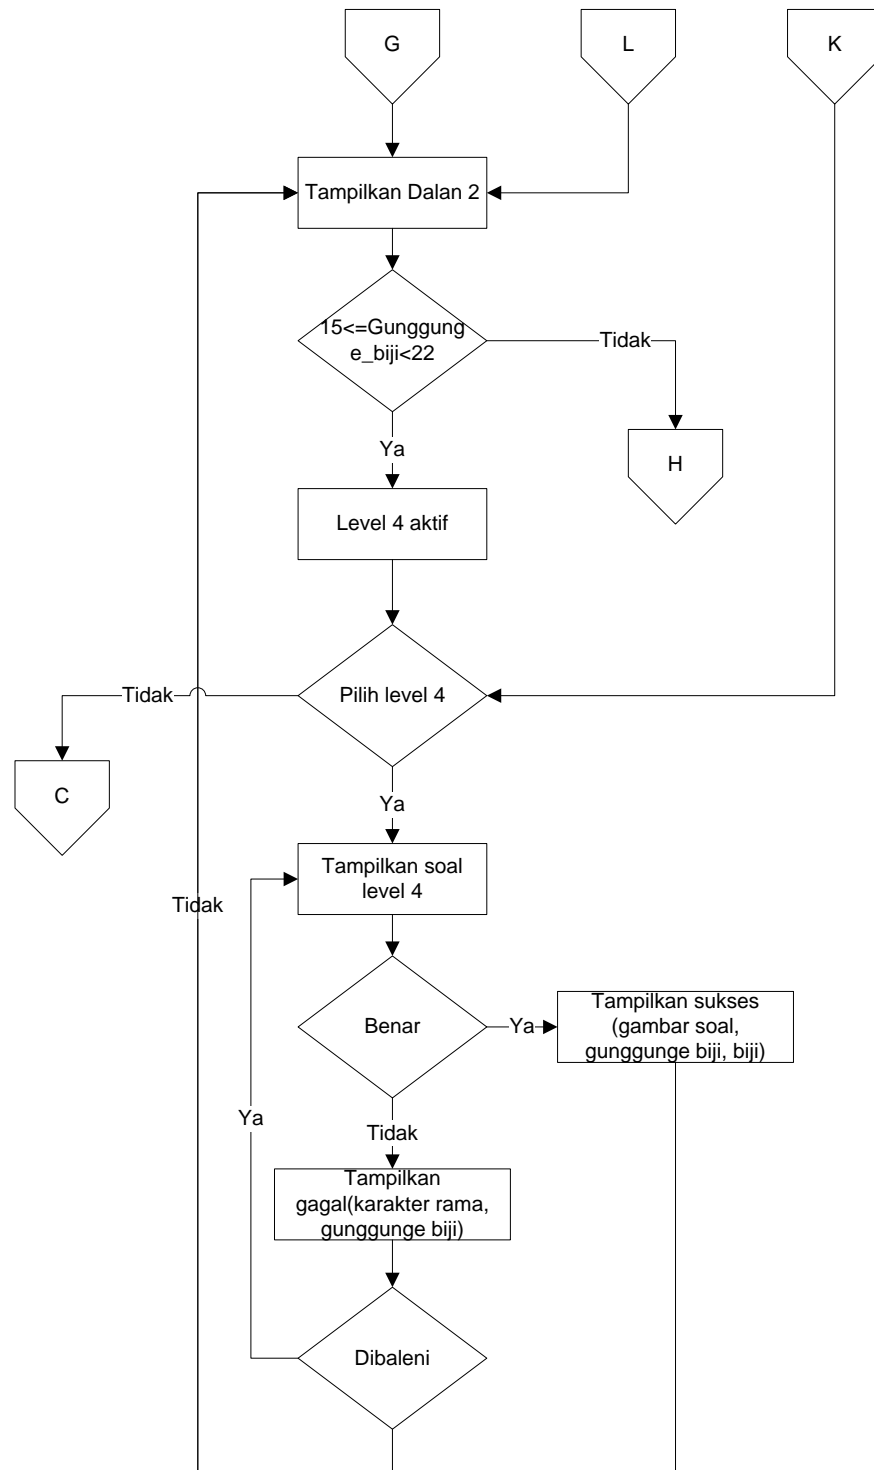 G
L
K
Tampilkan Dalan 2
15<=Gunggung
e_biji<22
Tidak
Ya
H
Level 4 aktif
Tidak
Pilih level 4
C
Ya
Tampilkan soal
level 4
Tidak
Benar
Ya
Tampilkan sukses
(gambar soal,
gunggunge biji, biji)
Ya
Tidak
Tampilkan
gagal(karakter rama,
gunggunge biji)
Dibaleni